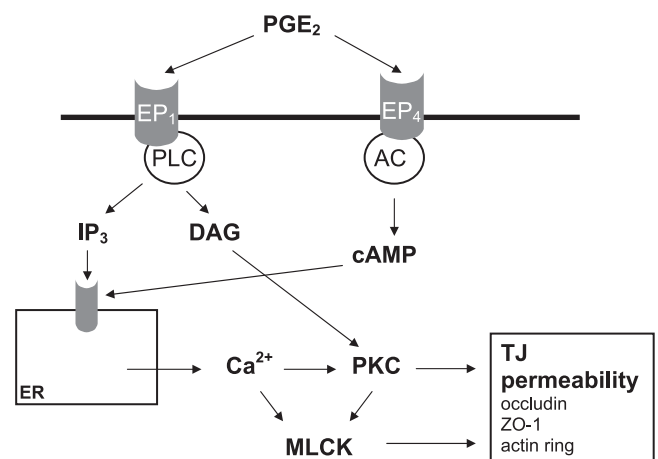 PGE₂
EP₁
EP₄
PLC
AC
IP₃
DAG
cAMP
ER
Ca²⁺
PKC
MLCK
TJ
permeability
occludin
ZO-1
actin ring